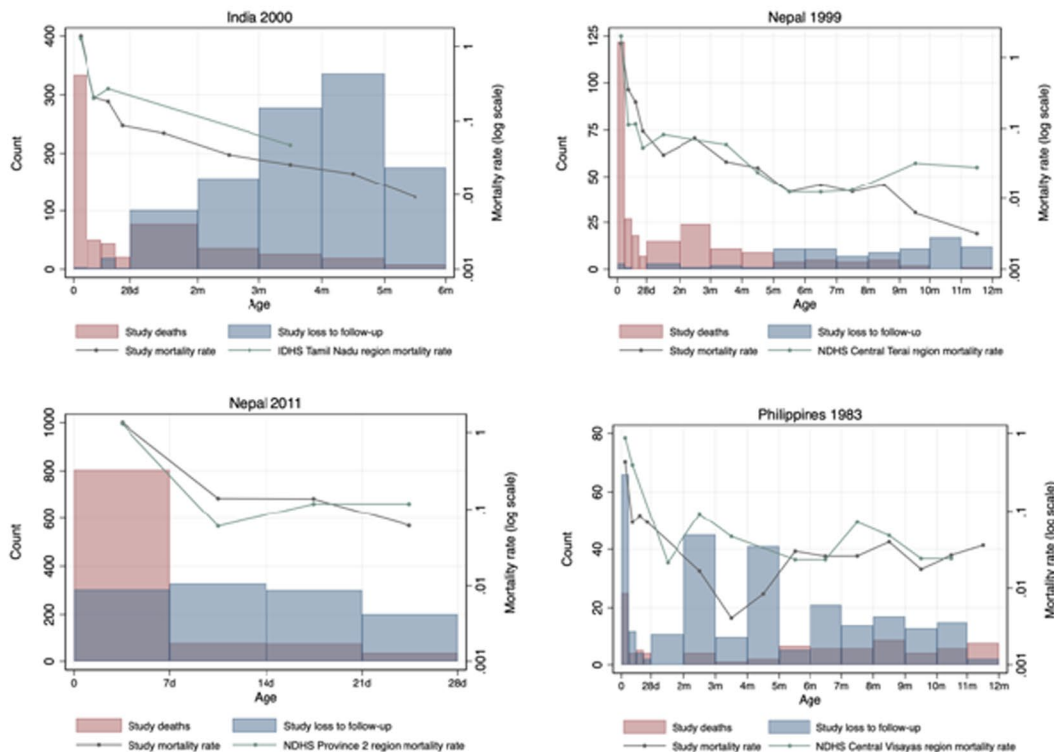 India 2000
400
300
200
100
0
Count
1
.1
.01
.001
Mortality rate (log scale)
0 28d 2m 3m 4m 5m 6m
Age
Study deaths Study loss to follow-up
Study mortality rate IDHS Tamil Nadu region mortality rate
Nepal 1999
125
100
75
50
25
0
Count
1
.1
.01
.001
Mortality rate (log scale)
0 28d 2m 3m 4m 5m 6m 7m 8m 9m 10m 11m 12m
Age
Study deaths Study loss to follow-up
Study mortality rate NDHS Central Terai region mortality rate
Nepal 2011
1000
800
600
400
200
0
Count
1
.1
.01
.001
Mortality rate (log scale)
0 7d 14d 21d 28d
Age
Study deaths Study loss to follow-up
Study mortality rate NDHS Province 2 region mortality rate
Philippines 1983
80
60
40
20
0
Count
1
.1
.01
.001
Mortality rate (log scale)
0 28d 2m 3m 4m 5m 6m 7m 8m 9m 10m 11m 12m
Age
Study deaths Study loss to follow-up
Study mortality rate NDHS Central Visayas region mortality rate